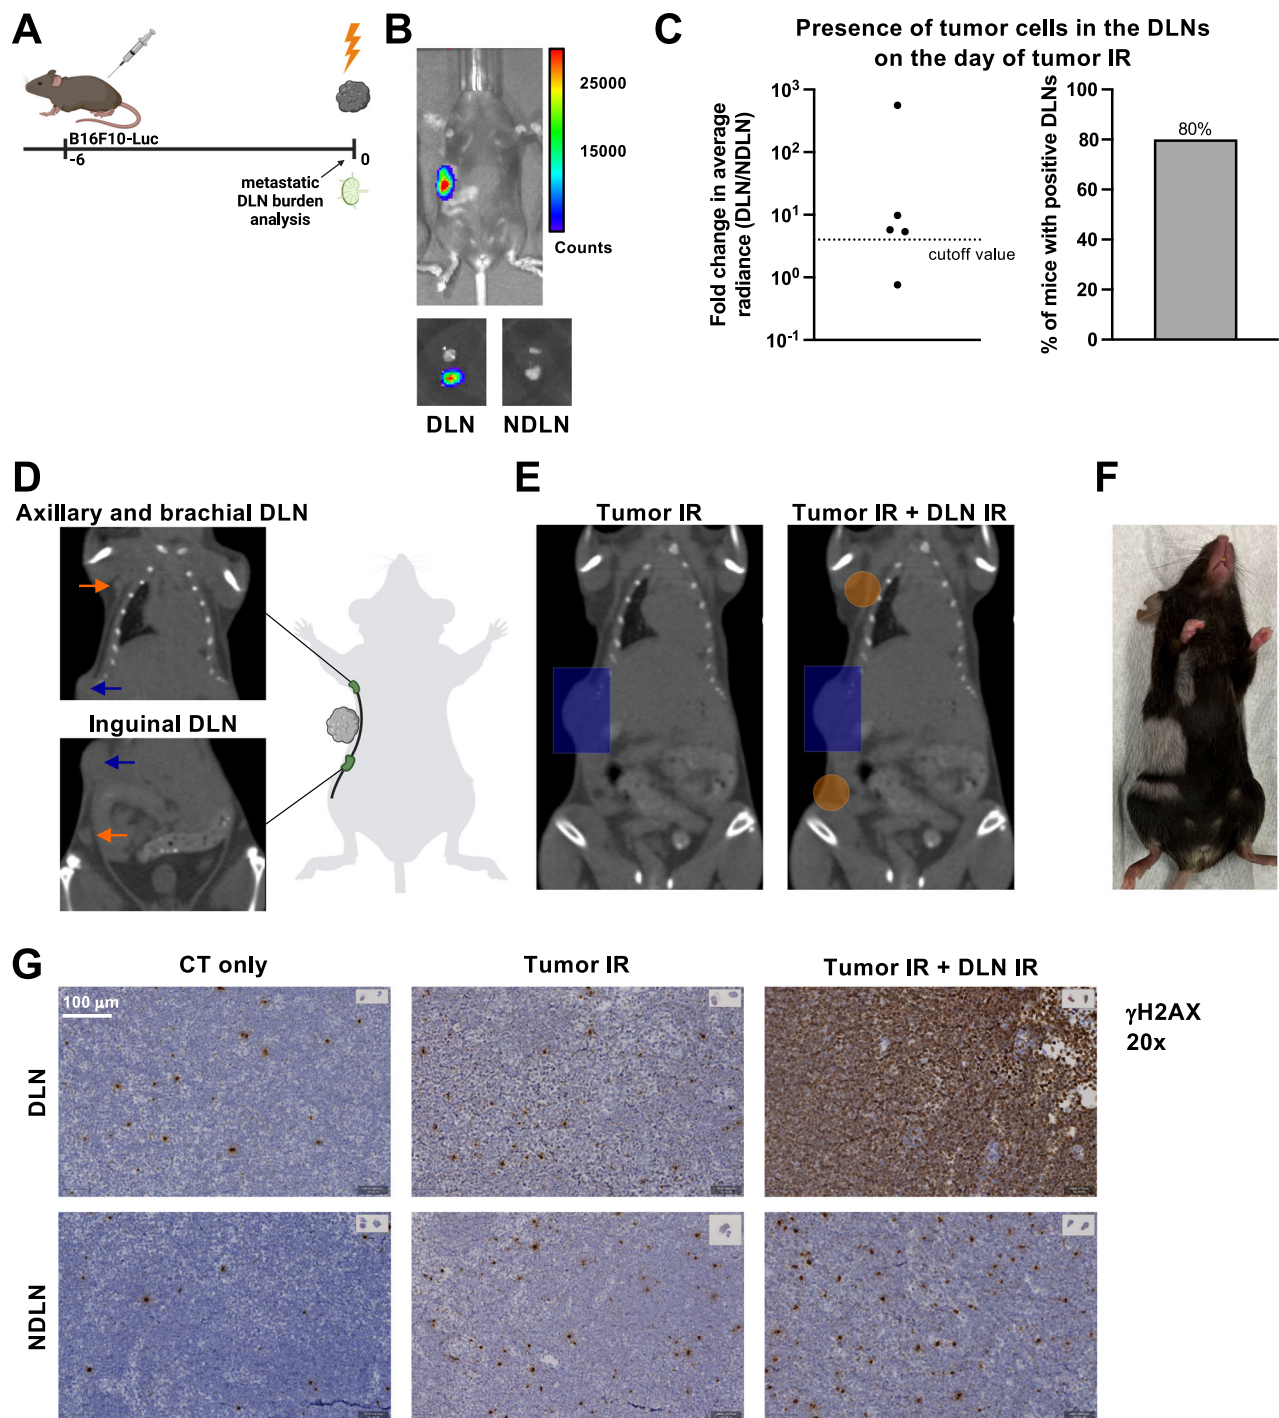 A
B16F10-Luc
-6
0
metastatic
DLN burden
analysis
B
25000
15000
Counts
DLN
NDLN
C
Presence of tumor cells in the DLNs
on the day of tumor IR
Fold change in average
radiance (DLN/NDLN)
10³
10²
10¹
10⁰
10⁻¹
cutoff value
% of mice with positive DLNs
100
80
60
40
20
0
80%
D
Axillary and brachial DLN
Inguinal DLN
E
Tumor IR
Tumor IR + DLN IR
F
G
CT only
Tumor IR
Tumor IR + DLN IR
100 μm
γH2AX
20x
DLN
NDLN